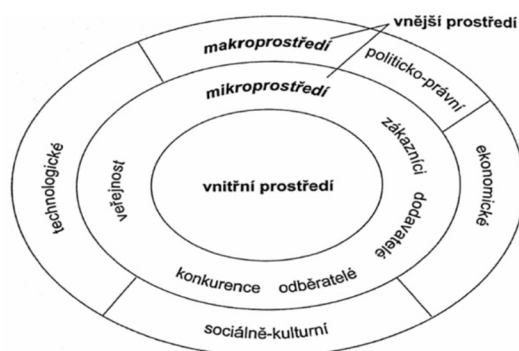 vnější prostředí
makroprostředí
politicko-právní
mikroprostředí
technologické
veřejnost
vnitřní prostředí
zákazníci
dodavatelé
ekonomické
konkurence
odběratelé
sociálně-kulturní